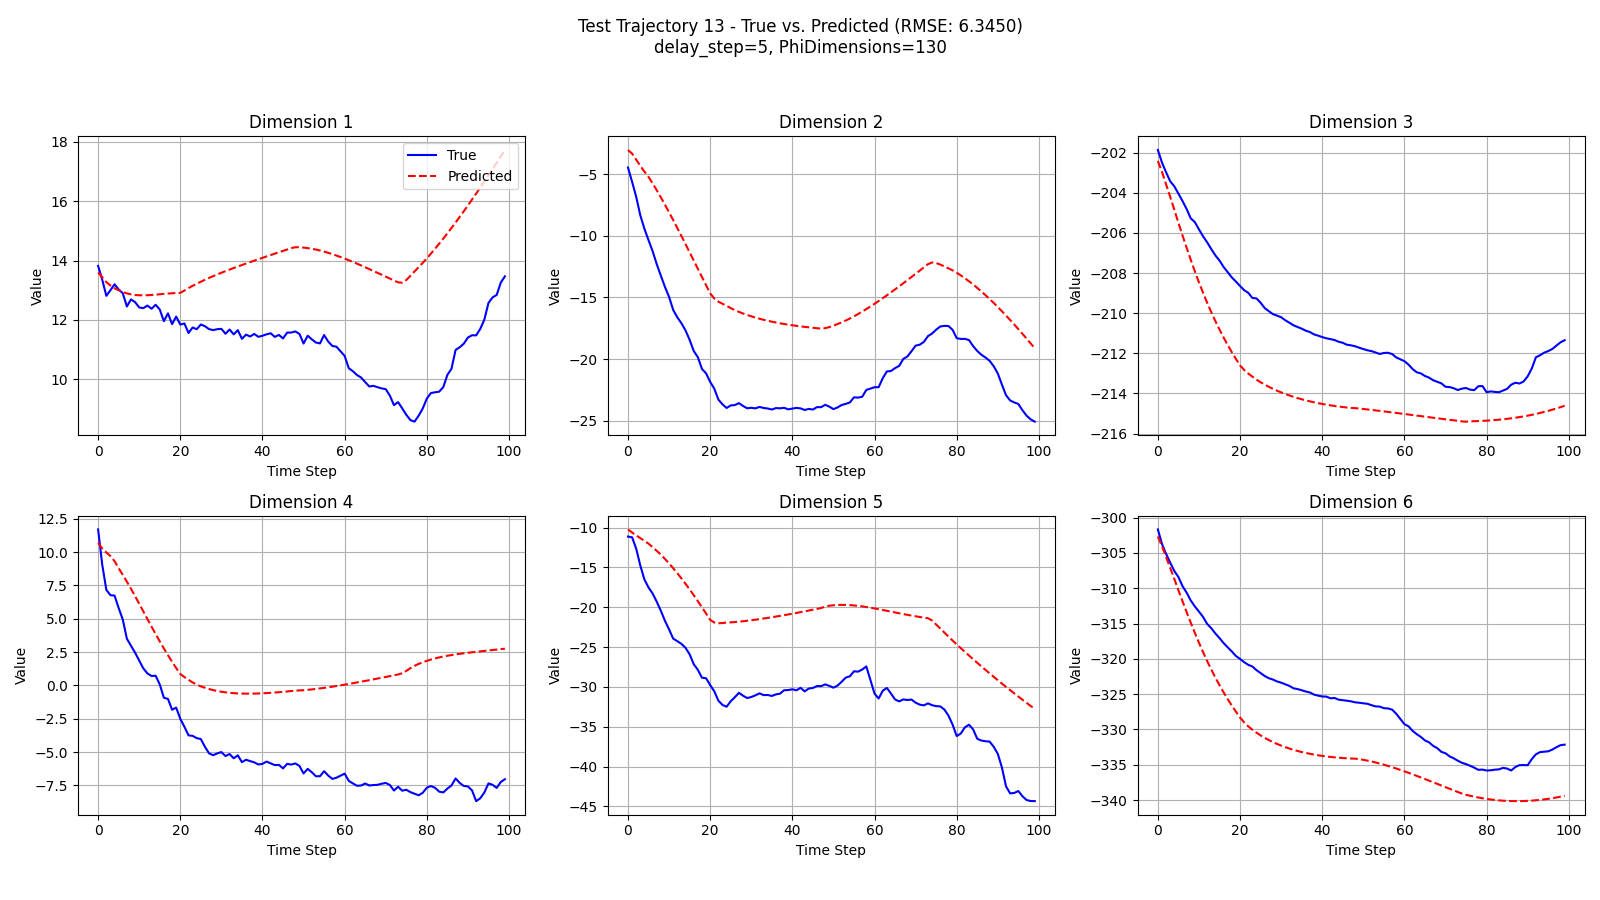 Test Trajectory 13 - True vs. Predicted (RMSE: 6.3450)
delay_step=5, PhiDimensions=130
Dimension 1
18
16
14
12
10
Value
0 20 40 60 80 100
Time Step
True
Predicted
Dimension 2
−5
−10
−15
−20
−25
Value
0 20 40 60 80 100
Time Step
Dimension 3
−202
−204
−206
−208
−210
−212
−214
−216
Value
0 20 40 60 80 100
Time Step
Dimension 4
12.5
10.0
7.5
5.0
2.5
0.0
−2.5
−5.0
−7.5
Value
0 20 40 60 80 100
Time Step
Dimension 5
−10
−15
−20
−25
−30
−35
−40
−45
Value
0 20 40 60 80 100
Time Step
Dimension 6
−300
−305
−310
−315
−320
−325
−330
−335
−340
Value
0 20 40 60 80 100
Time Step